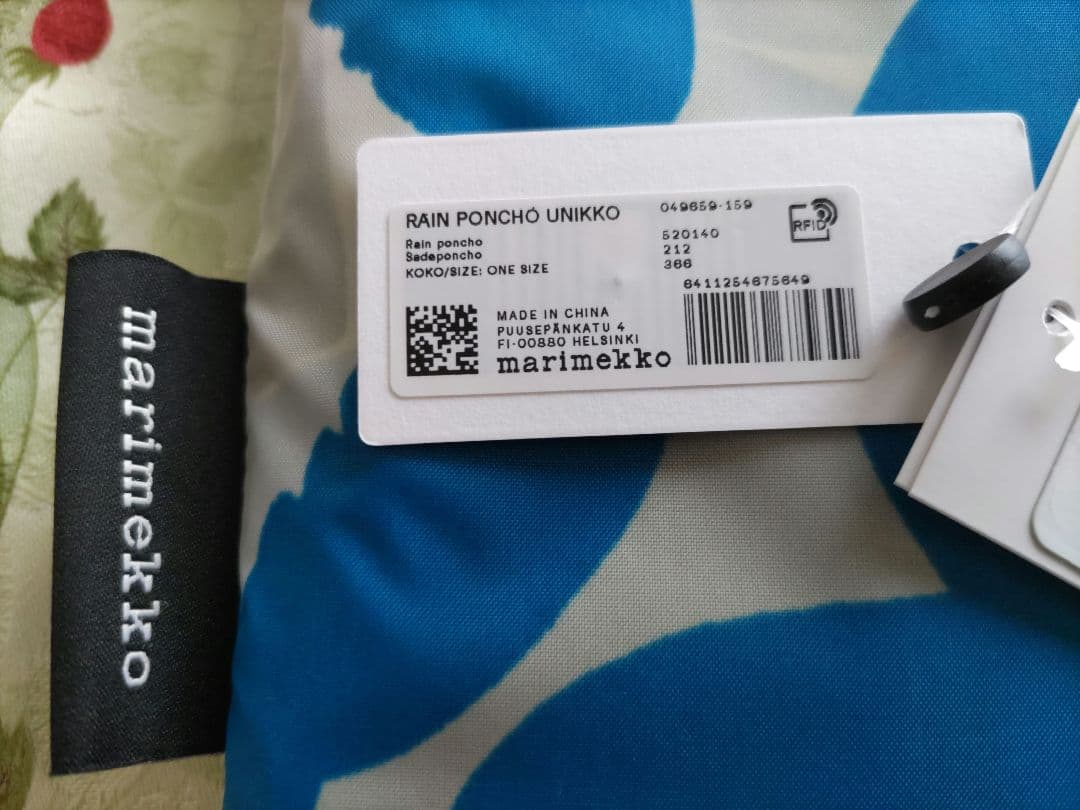 marimekko
RAIN PONCHO UNIKKO
Rain poncho
Sadeponcho
KOKO/SIZE: ONE SIZE
049659-159
520140
212
366
RFID
6411254675649
MADE IN CHINA
PUUSEPÄNKATU 4
FI-00880 HELSINKI
marimekko